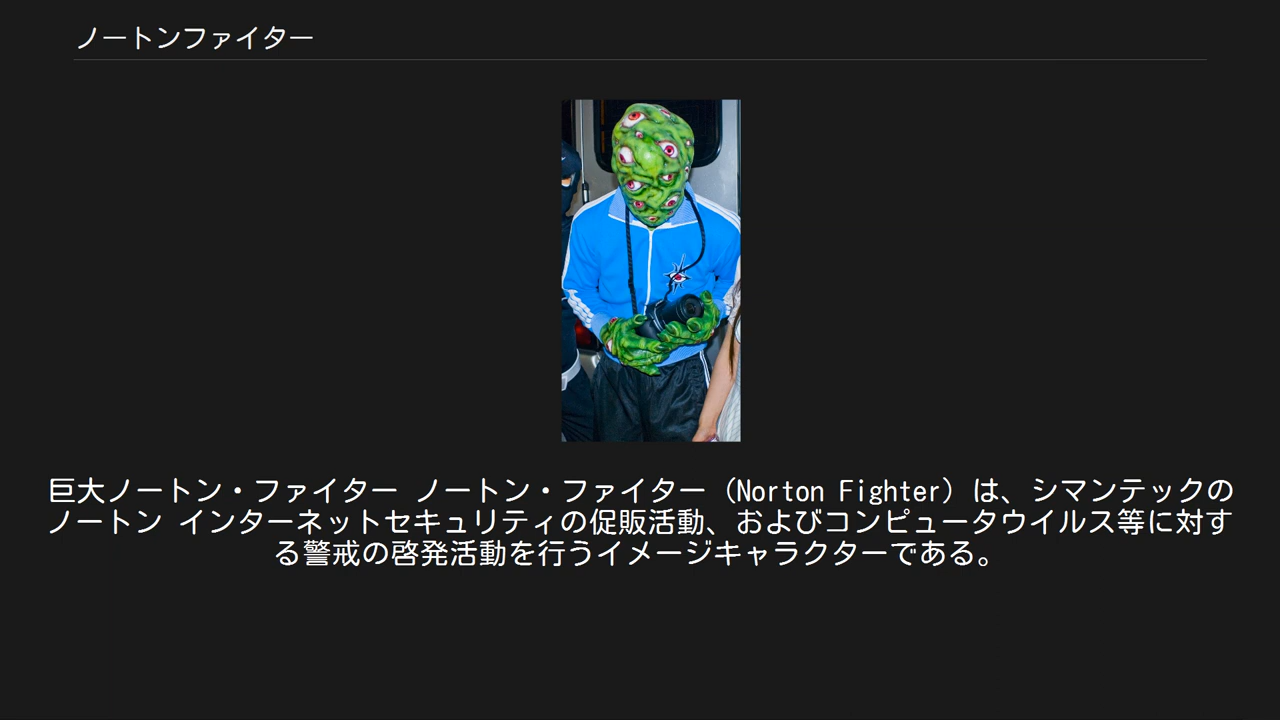 ノートンファイター
巨大ノートン・ファイター ノートン・ファイター（Norton Fighter）は、シマンテックの
ノートン インターネットセキュリティの促販活動、およびコンピュータウイルス等に対す
る警戒の啓発活動を行うイメージキャラクターである。